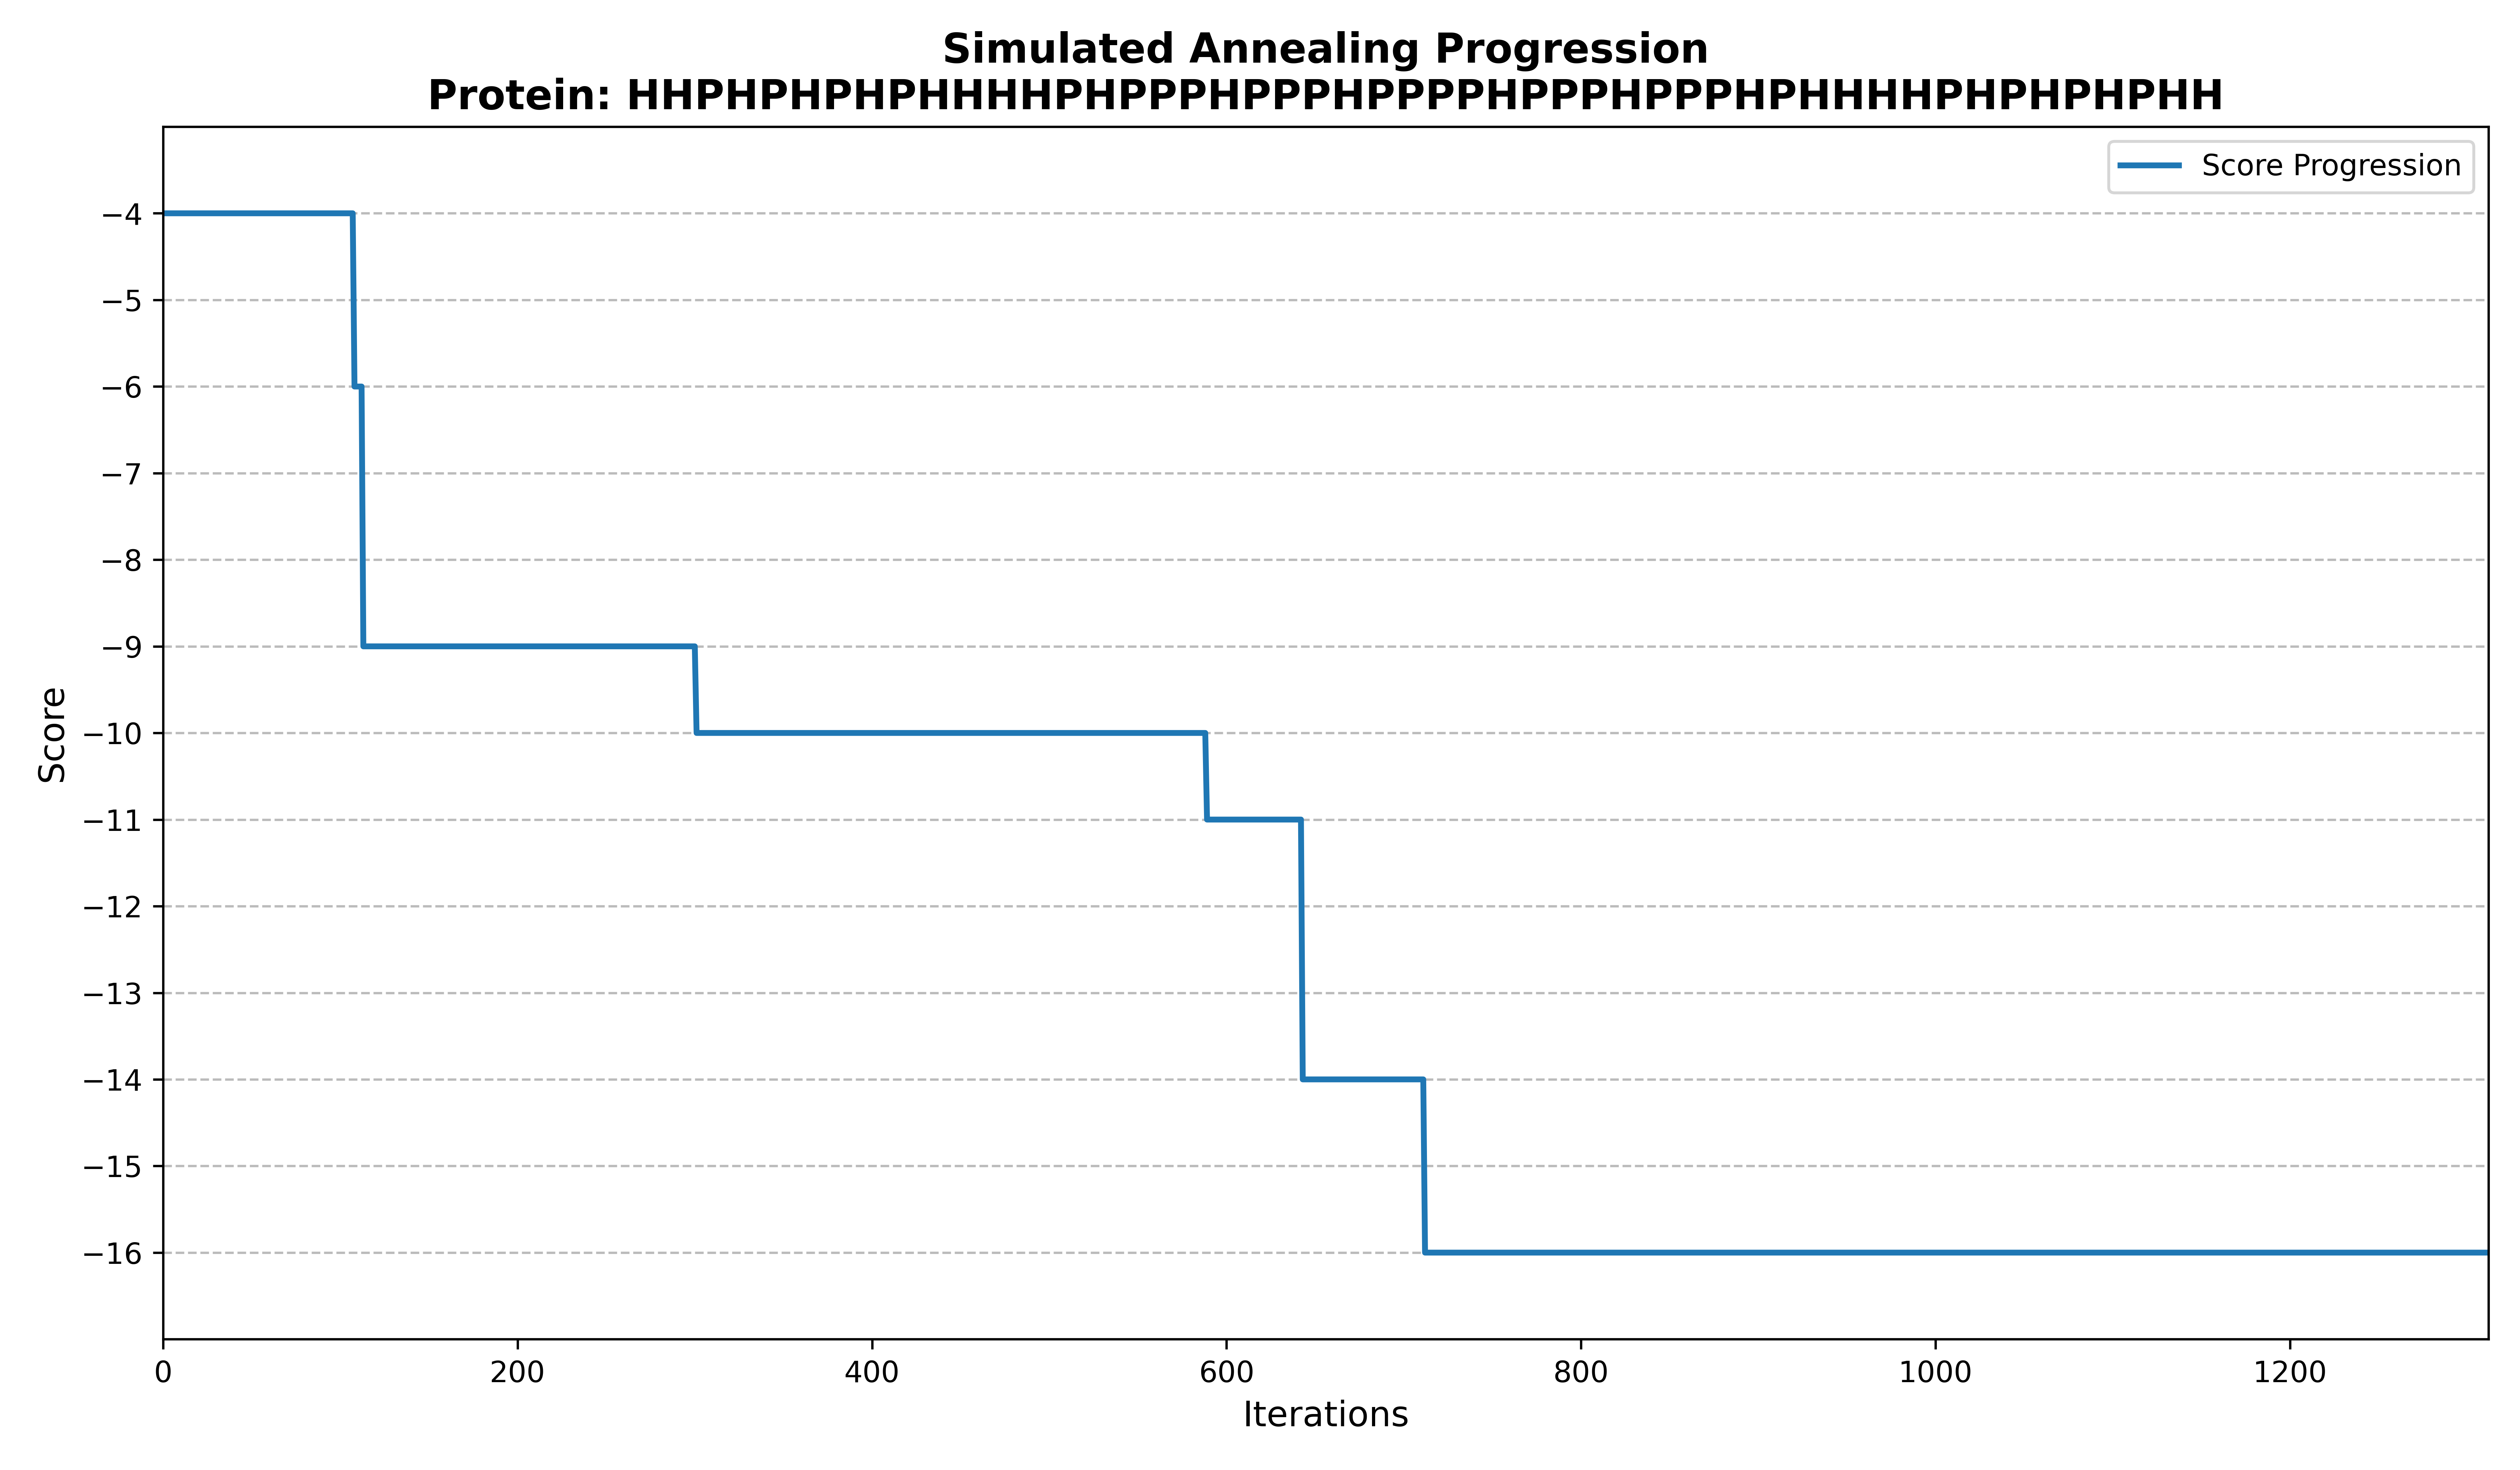 Simulated Annealing Progression
Protein: HHPHPHPHPHHHHPHPPPHPPPHPPPPHPPPHPPPHPHHHHPHPHPHPHH
Score Progression
−4
−5
−6
−7
−8
−9
−10
−11
−12
−13
−14
−15
−16
Score
0 200 400 600 800 1000 1200
Iterations